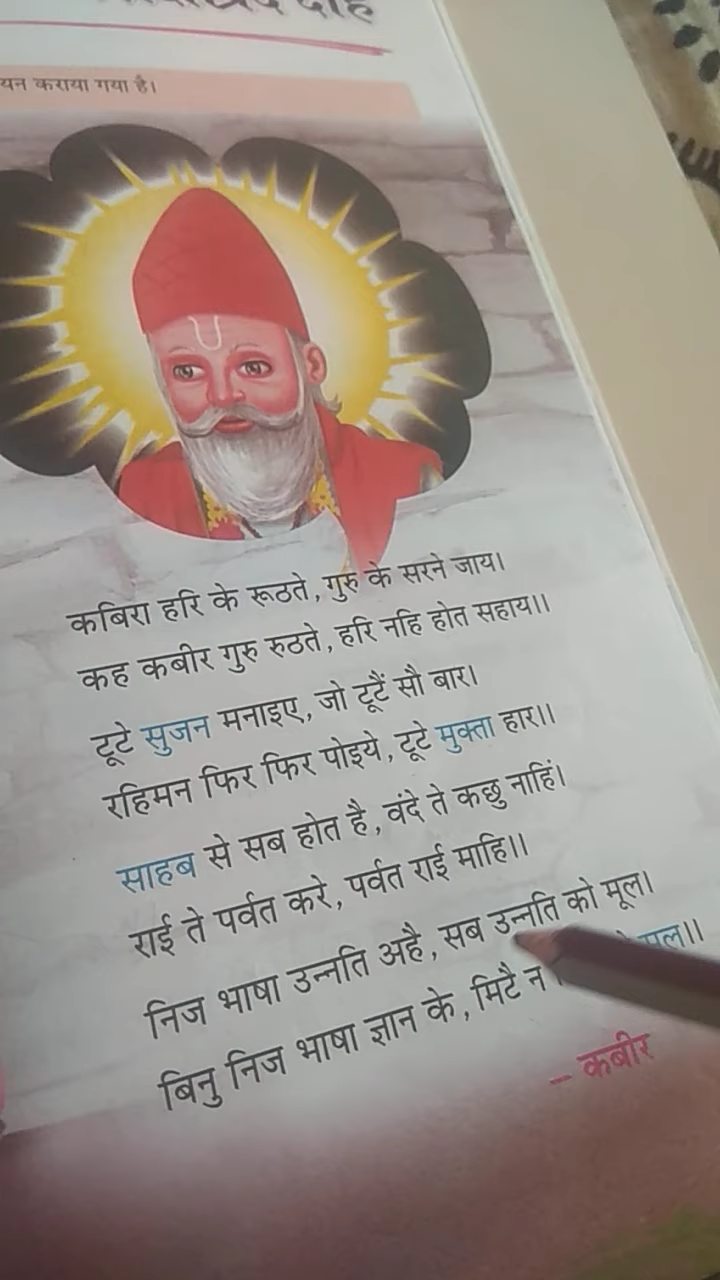 यन कराया गया है।
कबिरा हरि के रूठते, गुरु के सरने जाय।
कह कबीर गुरु रुठते, हरि नहि होत सहाय।।
टूटे सुजन मनाइए, जो टूटैं सौ बार।
रहिमन फिर फिर पोइये, टूटे मुक्ता हार।।
साहब से सब होत है, वंदे ते कछु नाहिं।
राई ते पर्वत करे, पर्वत राई माहि।।
निज भाषा उन्नति अहै, सब उन्नति को मूल।
बिनु निज भाषा ज्ञान के, मिटै न
– कबीर